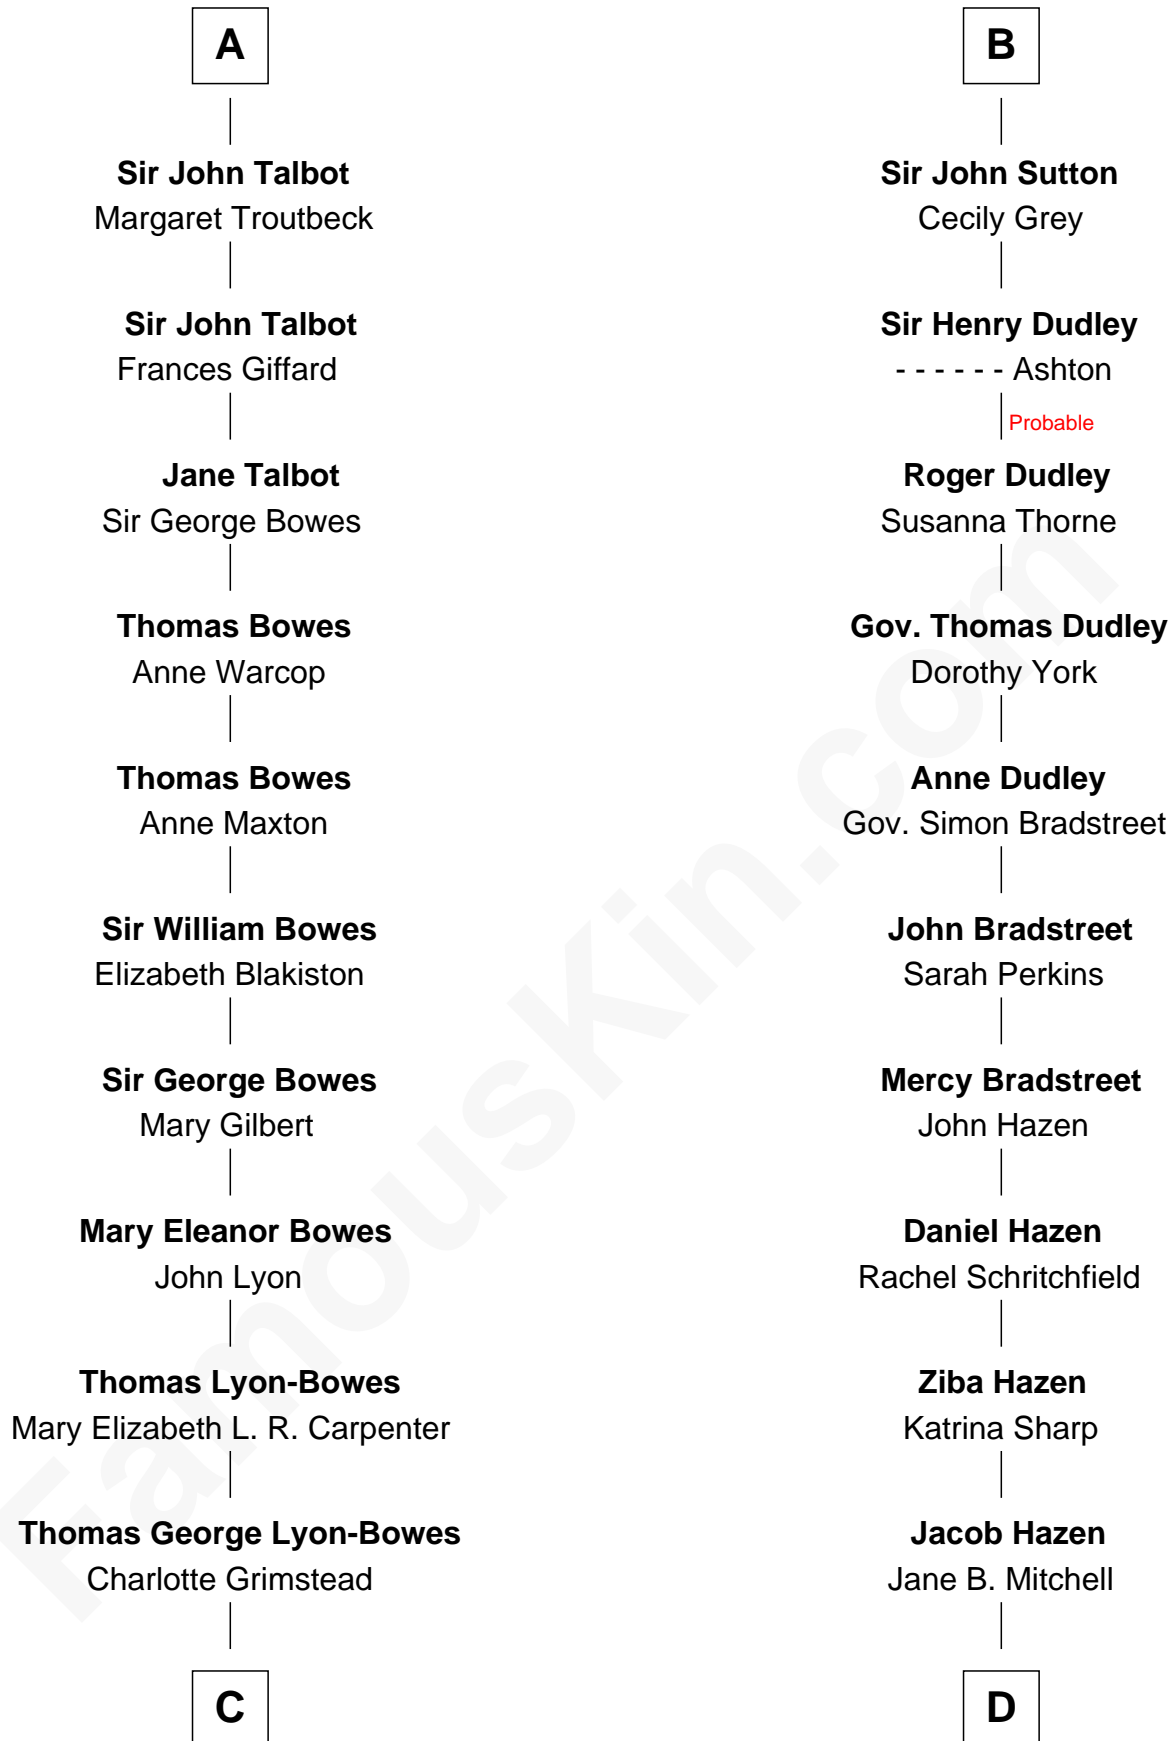 A
Sir John Talbot
Margaret Troutbeck
Sir John Talbot
Frances Giffard
Jane Talbot
Sir George Bowes
Thomas Bowes
Anne Warcop
Thomas Bowes
Anne Maxton
Sir William Bowes
Elizabeth Blakiston
Sir George Bowes
Mary Gilbert
Mary Eleanor Bowes
John Lyon
Thomas Lyon-Bowes
Mary Elizabeth L. R. Carpenter
Thomas George Lyon-Bowes
Charlotte Grimstead
C
B
Sir John Sutton
Cecily Grey
Sir Henry Dudley
- - - - - - Ashton
Probable
Roger Dudley
Susanna Thorne
Gov. Thomas Dudley
Dorothy York
Anne Dudley
Gov. Simon Bradstreet
John Bradstreet
Sarah Perkins
Mercy Bradstreet
John Hazen
Daniel Hazen
Rachel Schritchfield
Ziba Hazen
Katrina Sharp
Jacob Hazen
Jane B. Mitchell
D
FamousKin.com